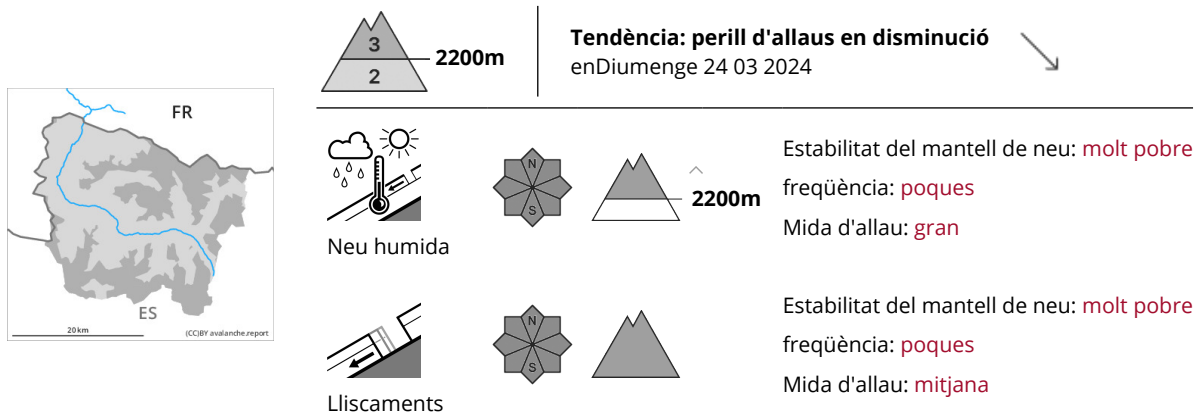 3
2200m
2
Tendència: perill d'allaus en disminució
enDiumenge 24 03 2024
FR
ES
20 km
(CC)BY avalanche.report
Neu humida
N
S
2200m
Estabilitat del mantell de neu: molt pobre
freqüència: poques
Mida d'allau: gran
Lliscaments
N
S
Estabilitat del mantell de neu: molt pobre
freqüència: poques
Mida d'allau: mitjana